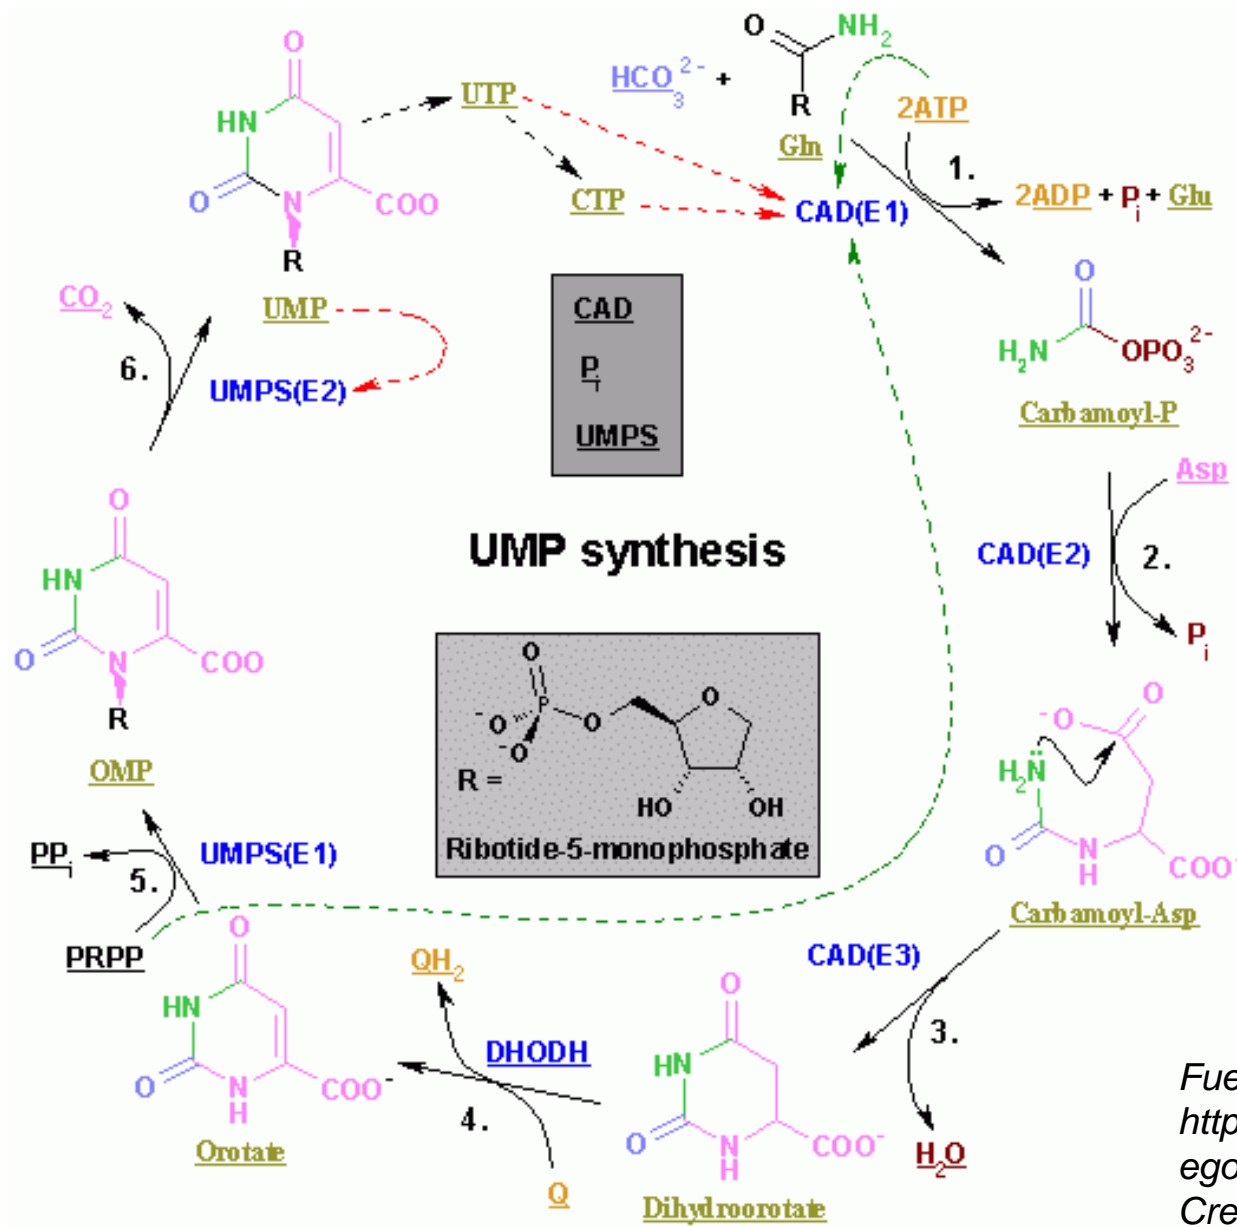 HCO3 2- +
O
NH2
R
Gln
2ATP
1.
2ADP + Pi + Glu
CAD(E1)
UTP
CTP
O
HN
O
N
COO
R
UMP
CO2
6.
UMPS(E2)
CAD
Pi
UMPS
O
H2N
OPO3 2-
Carbamoyl-P
Asp
CAD(E2)
2.
Pi
UMP synthesis
O
HN
O
N
COO
R
OMP
O
-O
P
-O
O
O
R =
HO
OH
Ribotide-5-monophosphate
-O
O
H2N
O
N
H
COO-
Carbamoyl-Asp
PPi
5.
UMPS(E1)
PRPP
CAD(E3)
3.
H2O
O
HN
O
N
H
COO-
Orotate
QH2
DHODH
4.
Q
O
HN
O
N
H
COO-
Dihydroorotate
Fue
http
ego
Cre